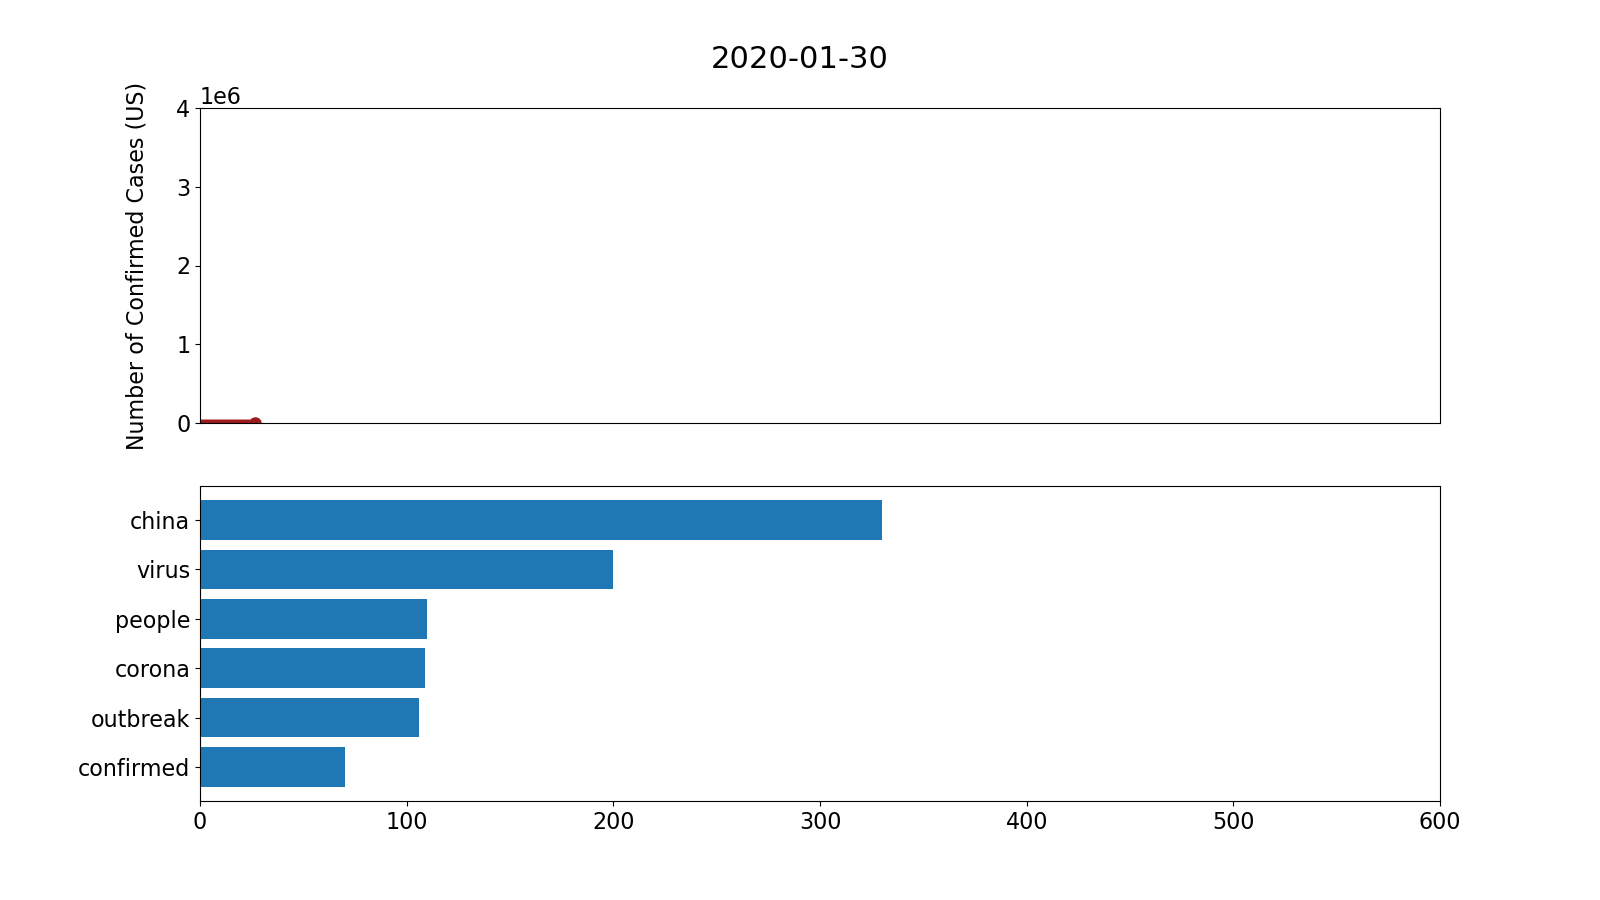 2020-01-30
1e6
Number of Confirmed Cases (US)
4
3
2
1
0
china
virus
people
corona
outbreak
confirmed
0 100 200 300 400 500 600